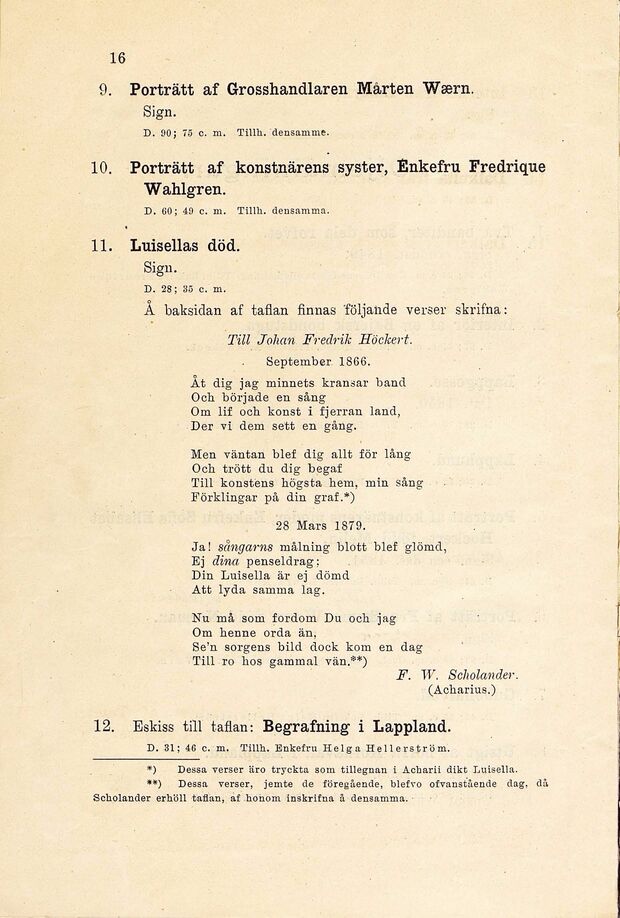 16
9. Porträtt af Grosshandlaren Mårten Wærn.
Sign.
D. 90; 75 c. m. Tillh. densamme.
10. Porträtt af konstnärens syster, Enkefru Fredrique
Wahlgren.
D. 60; 49 c. m. Tillh. densamma.
11. Luisellas död.
Sign.
D. 28; 35 c. m.
Å baksidan af taflan finnas följande verser skrifna:
Till Johan Fredrik Höckert.
September 1866.
Åt dig jag minnets kransar band
Och började en sång
Om lif och konst i fjerran land,
Der vi dem sett en gång.
Men väntan blef dig allt för lång
Och trött du dig begaf
Till konstens högsta hem, min sång
Förklingar på din graf.*)
28 Mars 1879.
Ja! sångarns målning blott blef glömd,
Ej dina penseldrag;
Din Luisella är ej dömd
Att lyda samma lag.
Nu må som fordom Du och jag
Om henne orda än,
Se'n sorgens bild dock kom en dag
Till ro hos gammal vän.**)
F. W. Scholander.
(Acharius.)
12. Eskiss till taflan: Begrafning i Lappland.
D. 31; 46 c. m. Tillh. Enkefru Helga Hellerström.
*) Dessa verser äro tryckta som tillegnan i Acharii dikt Luisella.
**) Dessa verser, jemte de föregående, blefvo ofvanstående dag, då
Scholander erhöll taflan, af honom inskrifna å densamma.